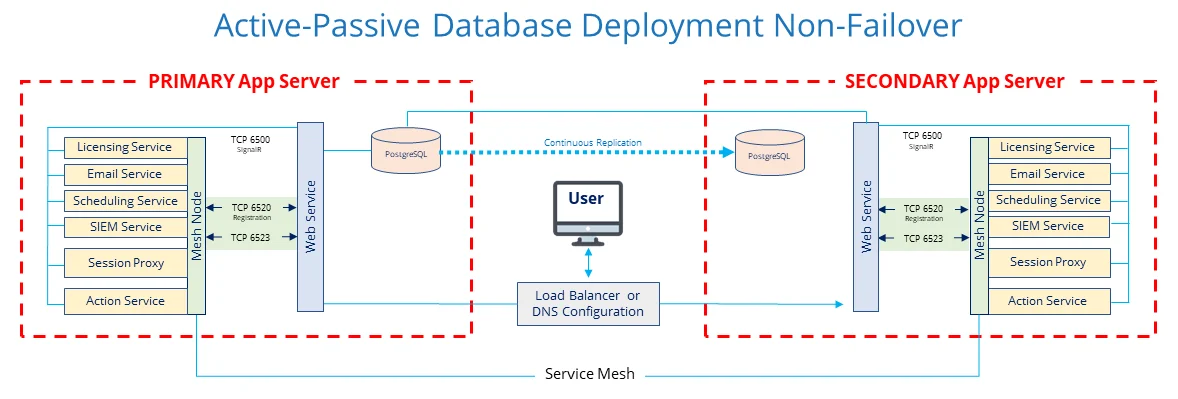 Active-Passive Database Deployment Non-Failover
PRIMARY App Server
TCP 6500
SignalR
Licensing Service
Email Service
Scheduling Service
SIEM Service
Session Proxy
Action Service
Mesh Node
TCP 6520
Registration
TCP 6523
Web Service
PostgreSQL
Continuous Replication
User
Load Balancer or
DNS Configuration
SECONDARY App Server
PostgreSQL
Web Service
TCP 6500
SignalR
TCP 6520
Registration
TCP 6523
Mesh Node
Licensing Service
Email Service
Scheduling Service
SIEM Service
Session Proxy
Action Service
Service Mesh